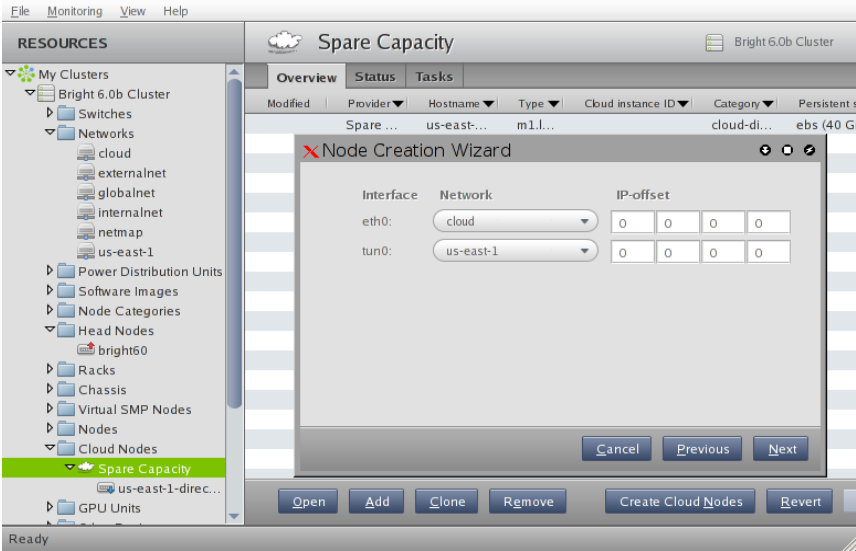 File Monitoring View Help
RESOURCES
Spare Capacity
Bright 6.0b Cluster
My Clusters
Bright 6.0b Cluster
Switches
Networks
cloud
externalnet
globalnet
internalnet
netmap
us-east-1
Power Distribution Units
Software Images
Node Categories
Head Nodes
bright60
Racks
Chassis
Virtual SMP Nodes
Nodes
Cloud Nodes
Spare Capacity
us-east-1-direc...
GPU Units
Overview Status Tasks
Modified Provider Hostname Type Cloud instance ID Category Persistent s
Spare ... us-east-... m1.l... cloud-di... ebs (40 G
Node Creation Wizard
Interface Network IP-offset
eth0: cloud 0 0 0 0
tun0: us-east-1 0 0 0 0
Cancel Previous Next
Open Add Clone Remove Create Cloud Nodes Revert
Ready